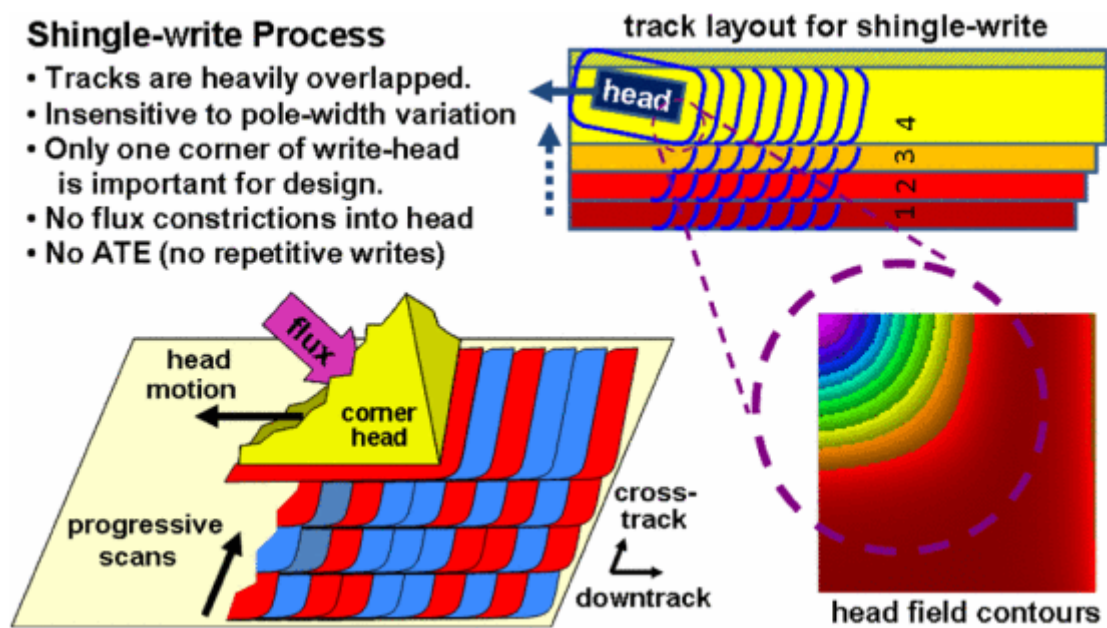 Shingle-write Process
• Tracks are heavily overlapped.
• Insensitive to pole-width variation
• Only one corner of write-head
is important for design.
• No flux constrictions into head
• No ATE (no repetitive writes)
track layout for shingle-write
head
4
3
2
1
flux
head
motion
corner
head
progressive
scans
cross-
track
downtrack
head field contours